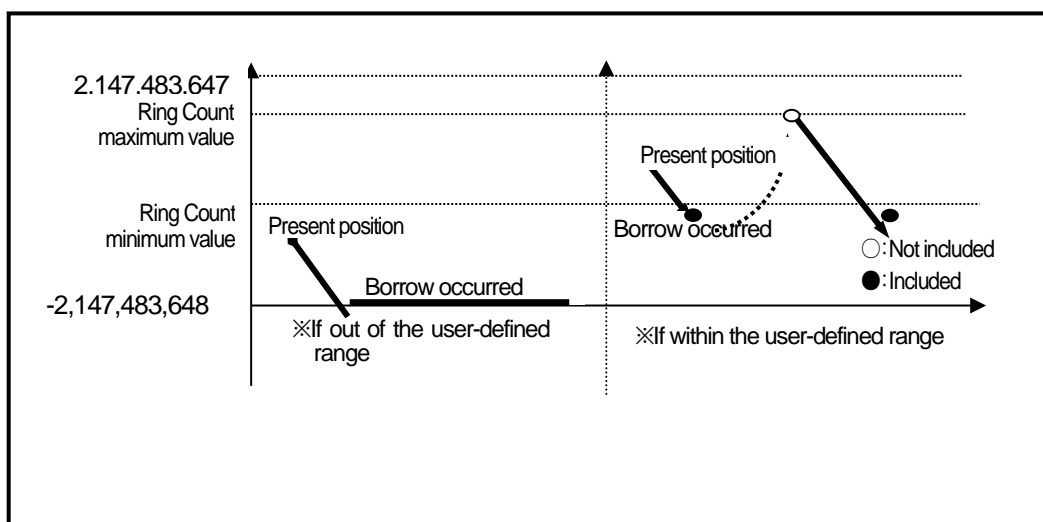 2.147.483.647
Ring Count
maximum value
Present position
Ring Count
minimum value
Present position
Borrow occurred
○:Not included
●:Included
Borrow occurred
-2,147,483,648
※If out of the user-defined
range
※If within the user-defined range